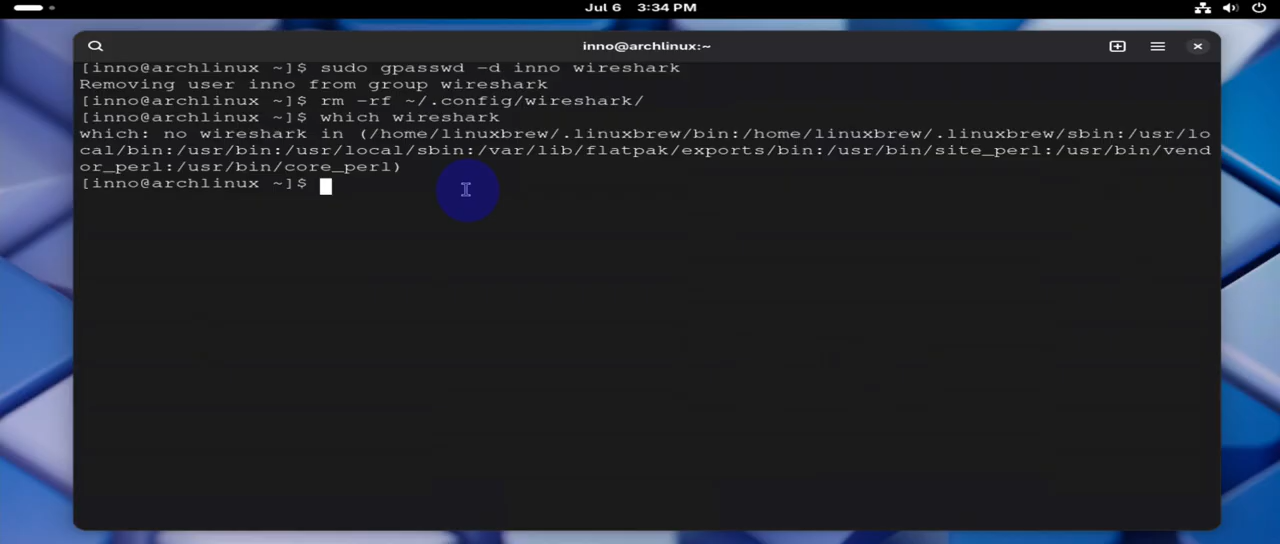 Jul 6 3:34 PM
inno@archlinux:~
[inno@archlinux ~]$ sudo gpasswd -d inno wireshark
Removing user inno from group wireshark
[inno@archlinux ~]$ rm -rf ~/.config/wireshark/
[inno@archlinux ~]$ which wireshark
which: no wireshark in (/home/linuxbrew/.linuxbrew/bin:/home/linuxbrew/.linuxbrew/sbin:/usr/lo
cal/bin:/usr/bin:/usr/local/sbin:/var/lib/flatpak/exports/bin:/usr/bin/site_perl:/usr/bin/vend
or_perl:/usr/bin/core_perl)
[inno@archlinux ~]$